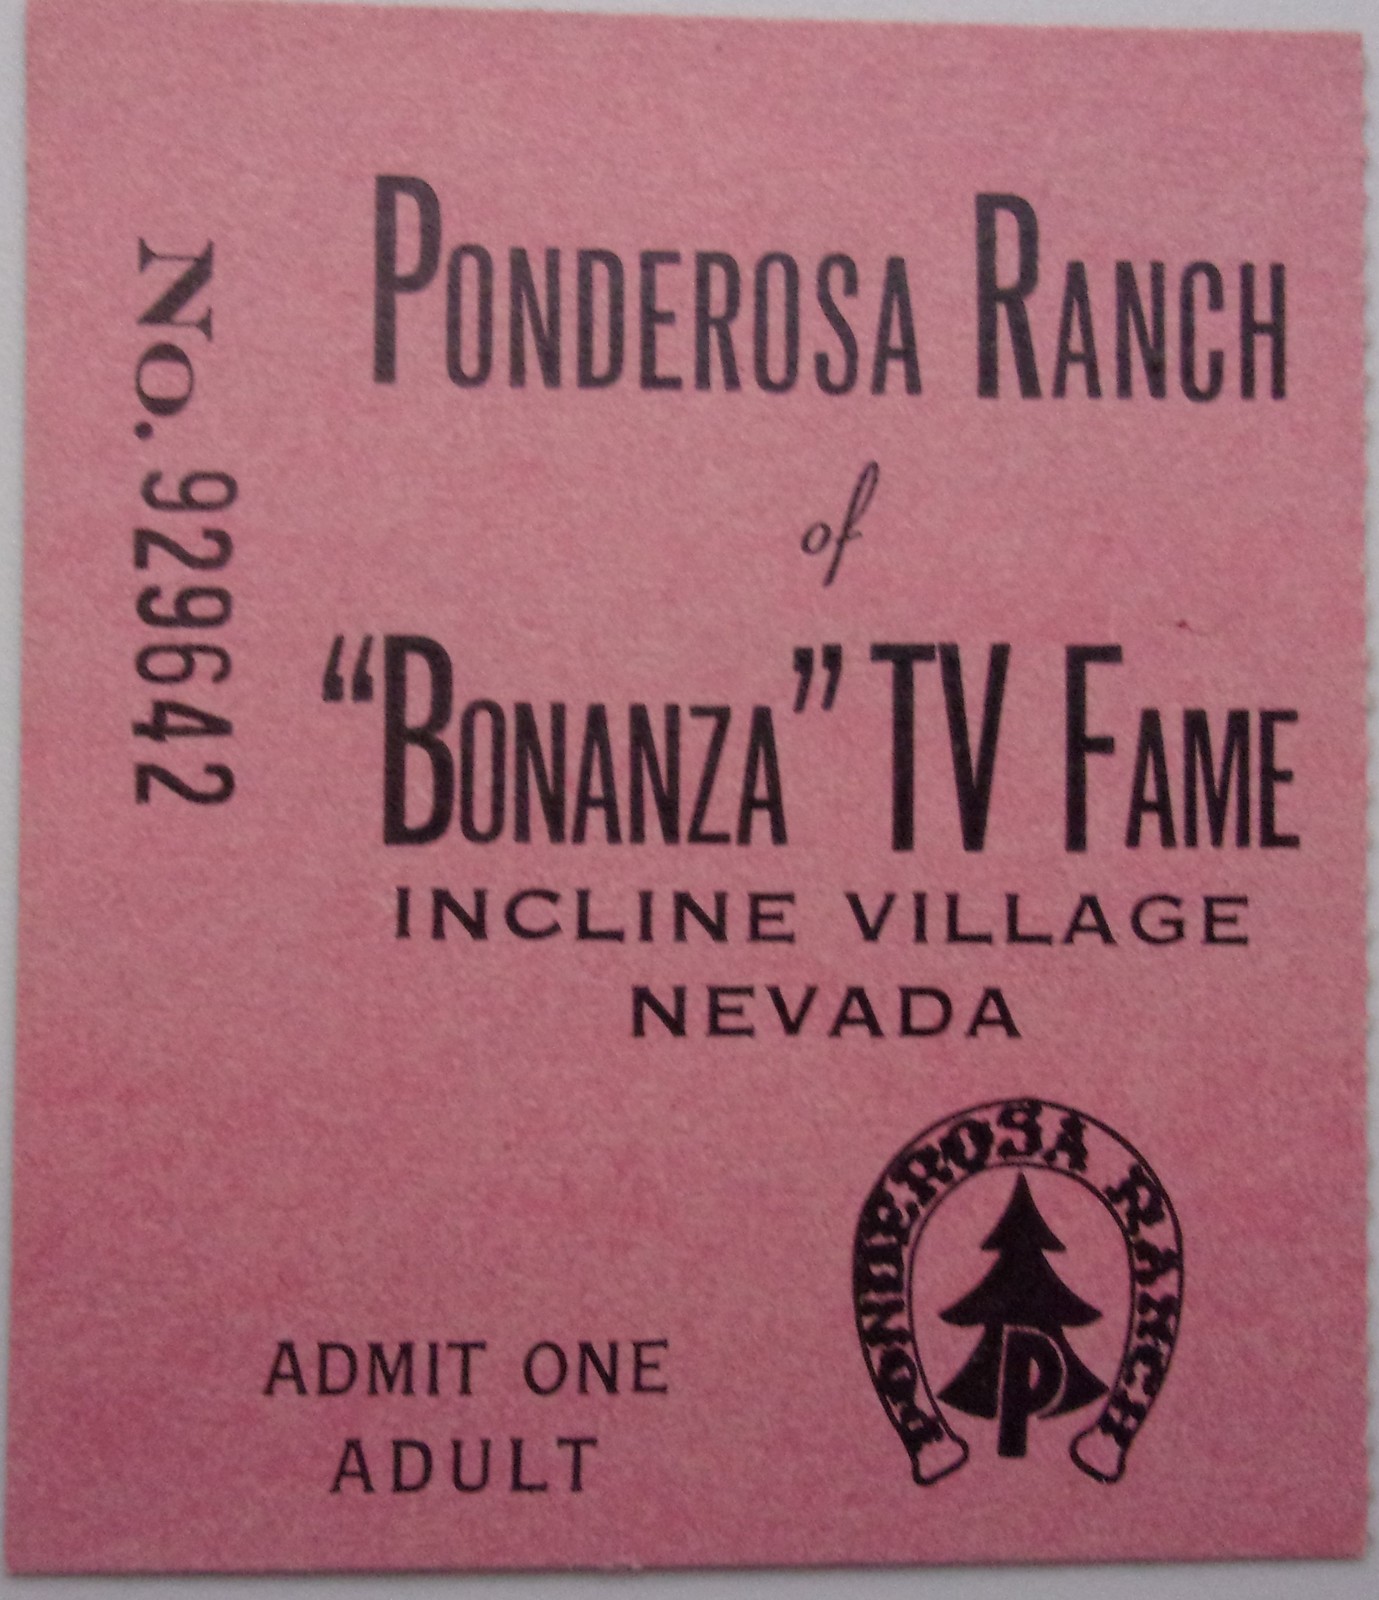 No. 929642
PONDEROSA RANCH
of
“BONANZA” TV FAME
INCLINE VILLAGE
NEVADA
PONDEROSA RANCH
P
ADMIT ONE
ADULT